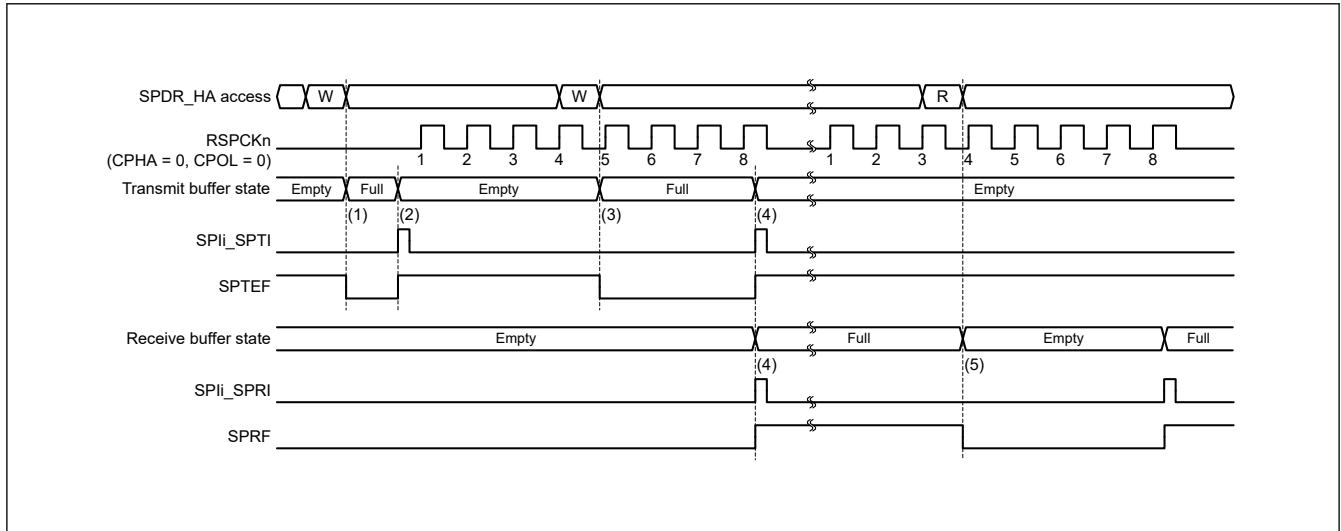 SPDR_HA access W W R
RSPCKn
(CPHA = 0, CPOL = 0)
1 2 3 4 5 6 7 8 1 2 3 4 5 6 7 8
Transmit buffer state Empty Full Empty Full Empty
(1) (2) (3) (4)
SPIi_SPTI
SPTEF
Receive buffer state Empty Full Empty Full
(4) (5)
SPIi_SPRI
SPRF